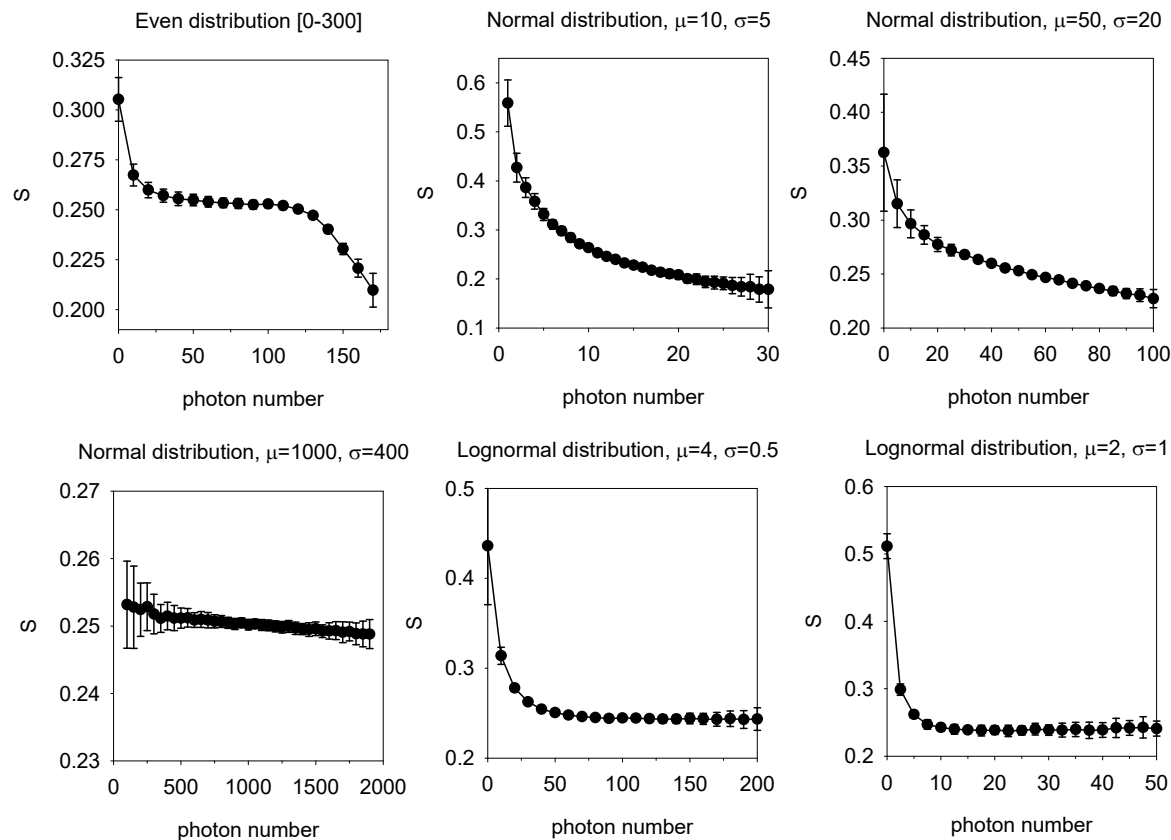 Even distribution [0-300]
S
0.325
0.300
0.275
0.250
0.225
0.200
0 50 100 150
photon number
Normal distribution, μ=10, σ=5
S
0.6
0.5
0.4
0.3
0.2
0.1
0 10 20 30
photon number
Normal distribution, μ=50, σ=20
S
0.45
0.40
0.35
0.30
0.25
0.20
0 20 40 60 80 100
photon number
Normal distribution, μ=1000, σ=400
S
0.27
0.26
0.25
0.24
0.23
0 500 1000 1500 2000
photon number
Lognormal distribution, μ=4, σ=0.5
S
0.5
0.4
0.3
0.2
0 50 100 150 200
photon number
Lognormal distribution, μ=2, σ=1
S
0.6
0.5
0.4
0.3
0.2
0 10 20 30 40 50
photon number